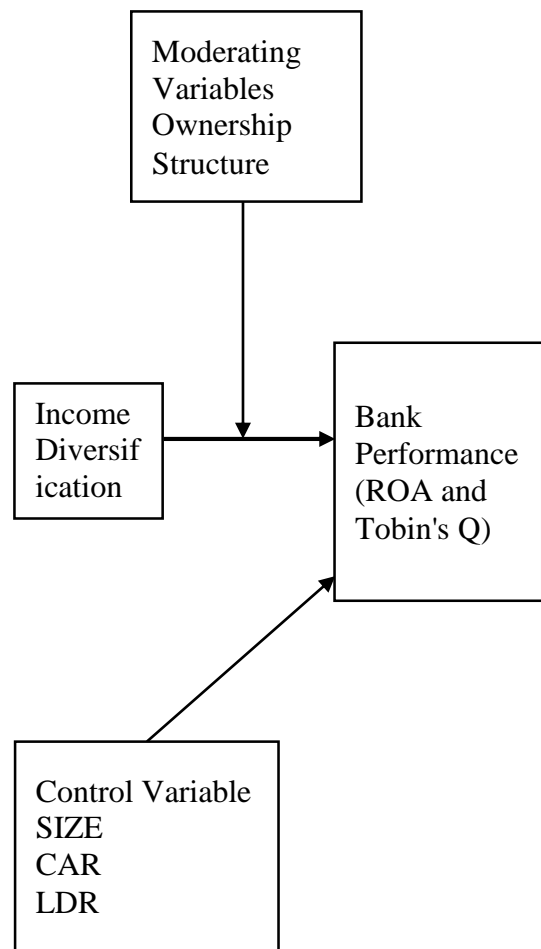 Moderating
Variables
Ownership
Structure
Income
Diversif
ication
Bank
Performance
(ROA and
Tobin's Q)
Control Variable
SIZE
CAR
LDR